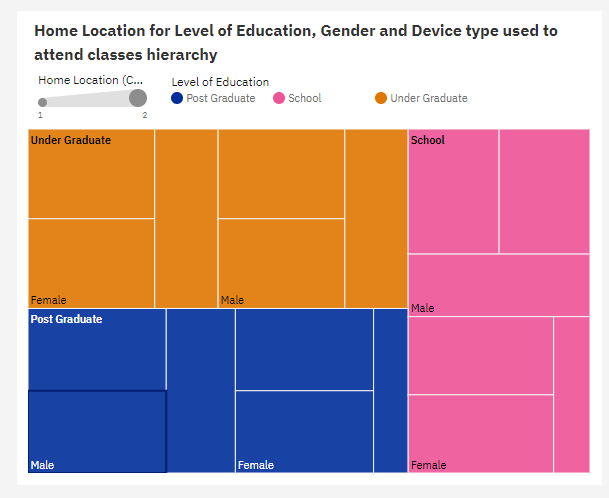 Home Location for Level of Education, Gender and Device type used to
attend classes hierarchy
Home Location (C...
Level of Education
1
2
Post Graduate
School
Under Graduate
Under Graduate
School
Female
Male
Male
Post Graduate
Male
Female
Female